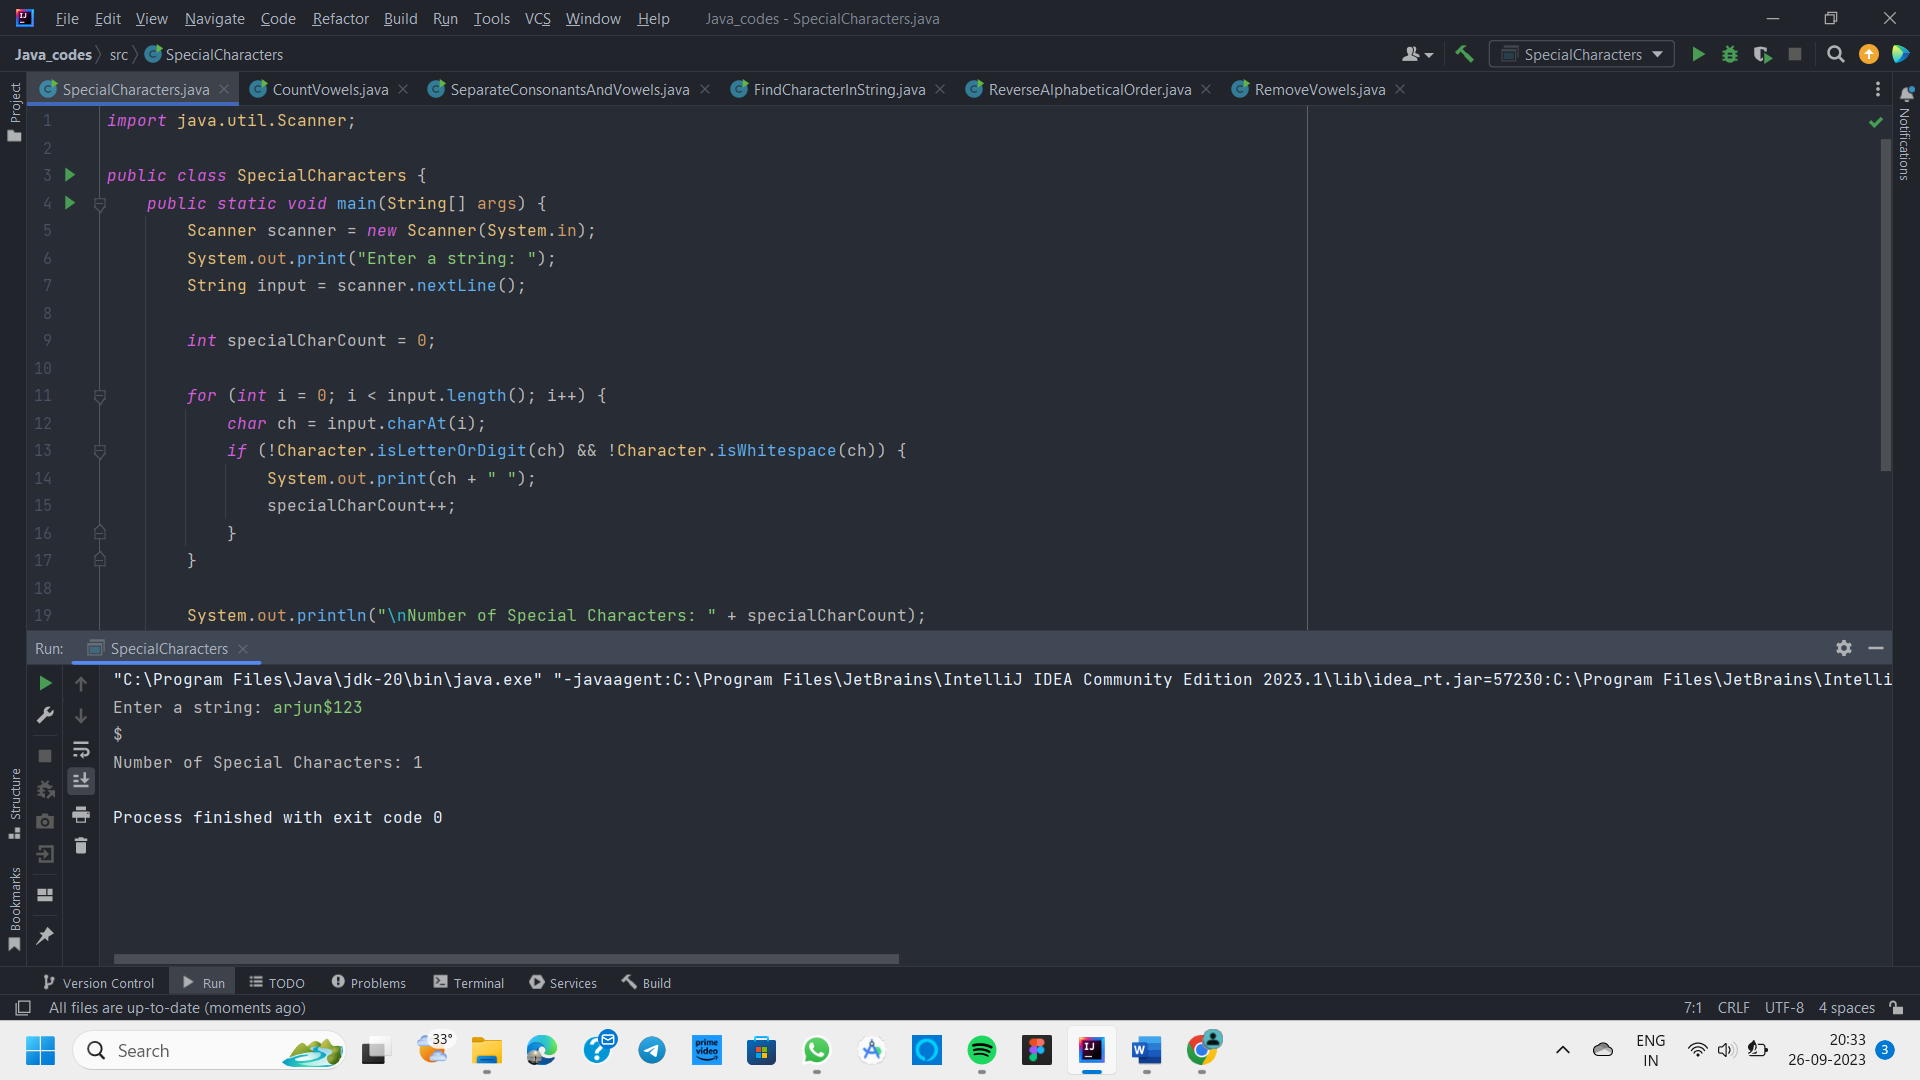 File Edit View Navigate Code Refactor Build Run Tools VCS Window Help Java_codes - SpecialCharacters.java
Java_codes src SpecialCharacters SpecialCharacters
SpecialCharacters.java CountVowels.java SeparateConsonantsAndVowels.java FindCharacterInString.java ReverseAlphabeticalOrder.java RemoveVowels.java
Project
Notifications
1 import java.util.Scanner;
2
3 public class SpecialCharacters {
4 public static void main(String[] args) {
5 Scanner scanner = new Scanner(System.in);
6 System.out.print("Enter a string: ");
7 String input = scanner.nextLine();
8
9 int specialCharCount = 0;
10
11 for (int i = 0; i < input.length(); i++) {
12 char ch = input.charAt(i);
13 if (!Character.isLetterOrDigit(ch) && !Character.isWhitespace(ch)) {
14 System.out.print(ch + " ");
15 specialCharCount++;
16 }
17 }
18
19 System.out.println("\nNumber of Special Characters: " + specialCharCount);
Run: SpecialCharacters
"C:\Program Files\Java\jdk-20\bin\java.exe" "-javaagent:C:\Program Files\JetBrains\IntelliJ IDEA Community Edition 2023.1\lib\idea_rt.jar=57230:C:\Program Files\JetBrains\Intelli
Enter a string: arjun$123
$
Number of Special Characters: 1
Process finished with exit code 0
Structure
Bookmarks
Version Control Run TODO Problems Terminal Services Build
All files are up-to-date (moments ago) 7:1 CRLF UTF-8 4 spaces
Search 33° prime video ENG IN 20:33 26-09-2023 3